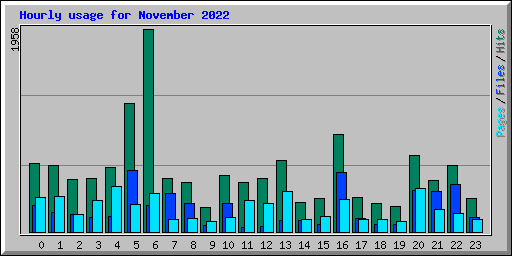 Hourly usage for November 2022
1958
Pages / Files / Hits
0 1 2 3 4 5 6 7 8 9 10 11 12 13 14 15 16 17 18 19 20 21 22 23